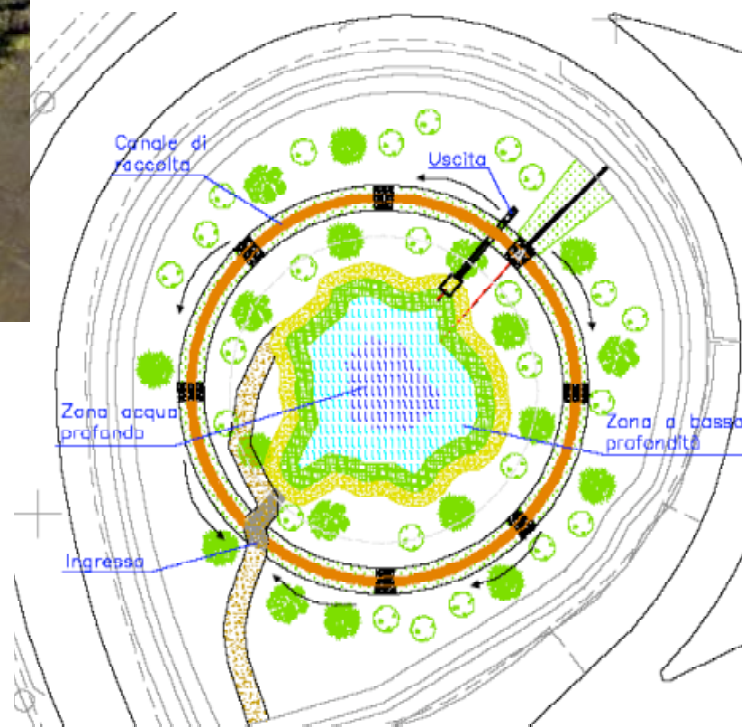 Canale di
raccolta
Uscita
Zona acqua
profonda
Zona a bassa
profondità
Ingresso